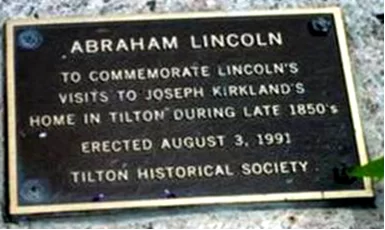 ABRAHAM LINCOLN
TO COMMEMORATE LINCOLN'S
VISITS TO JOSEPH KIRKLAND'S
HOME IN TILTON DURING LATE 1850's
ERECTED AUGUST 3, 1991
TILTON HISTORICAL SOCIETY